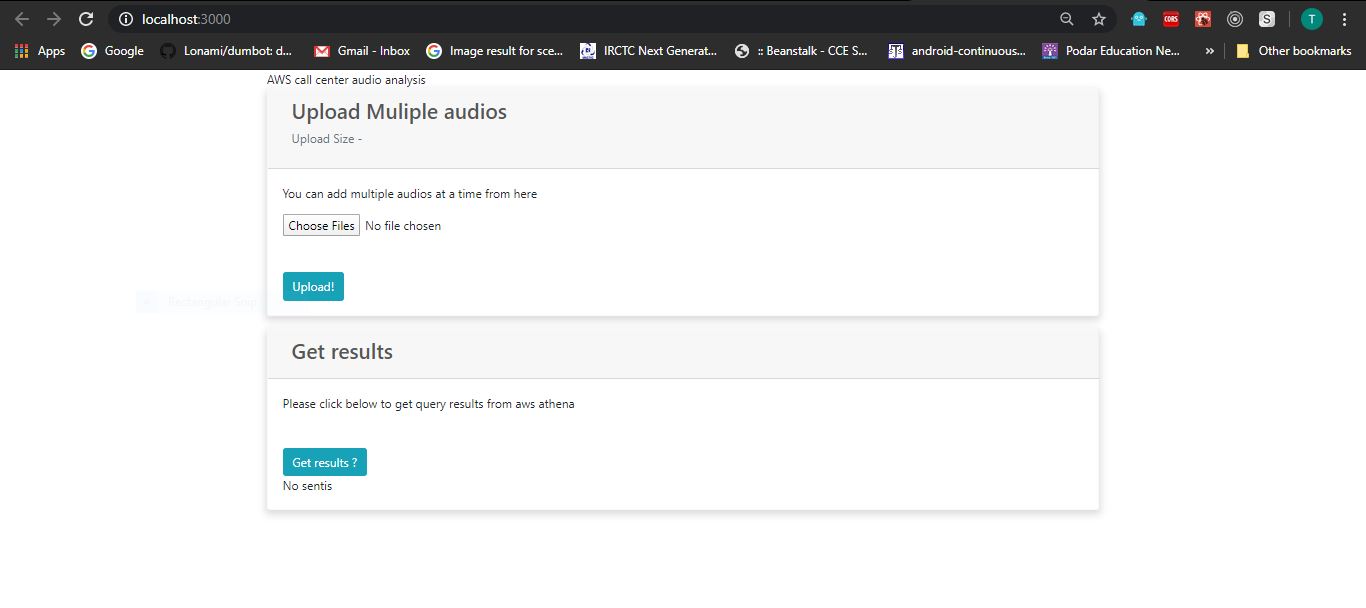 localhost:3000
CORS
S
T
Apps Google Lonami/dumbot: d... Gmail - Inbox Image result for sce... IRCTC Next Generat... :: Beanstalk - CCE S... android-continuous... Podar Education Ne... » Other bookmarks
AWS call center audio analysis
Upload Muliple audios
Upload Size -
You can add multiple audios at a time from here
Choose Files No file chosen
Upload!
Rectangular Snip
Get results
Please click below to get query results from aws athena
Get results ?
No sentis